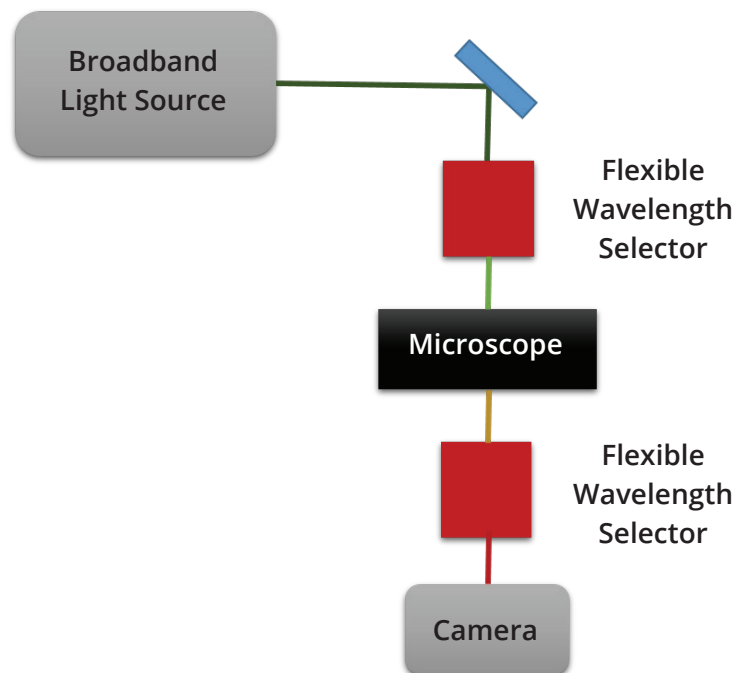 Broadband
Light Source
Flexible
Wavelength
Selector
Microscope
Flexible
Wavelength
Selector
Camera